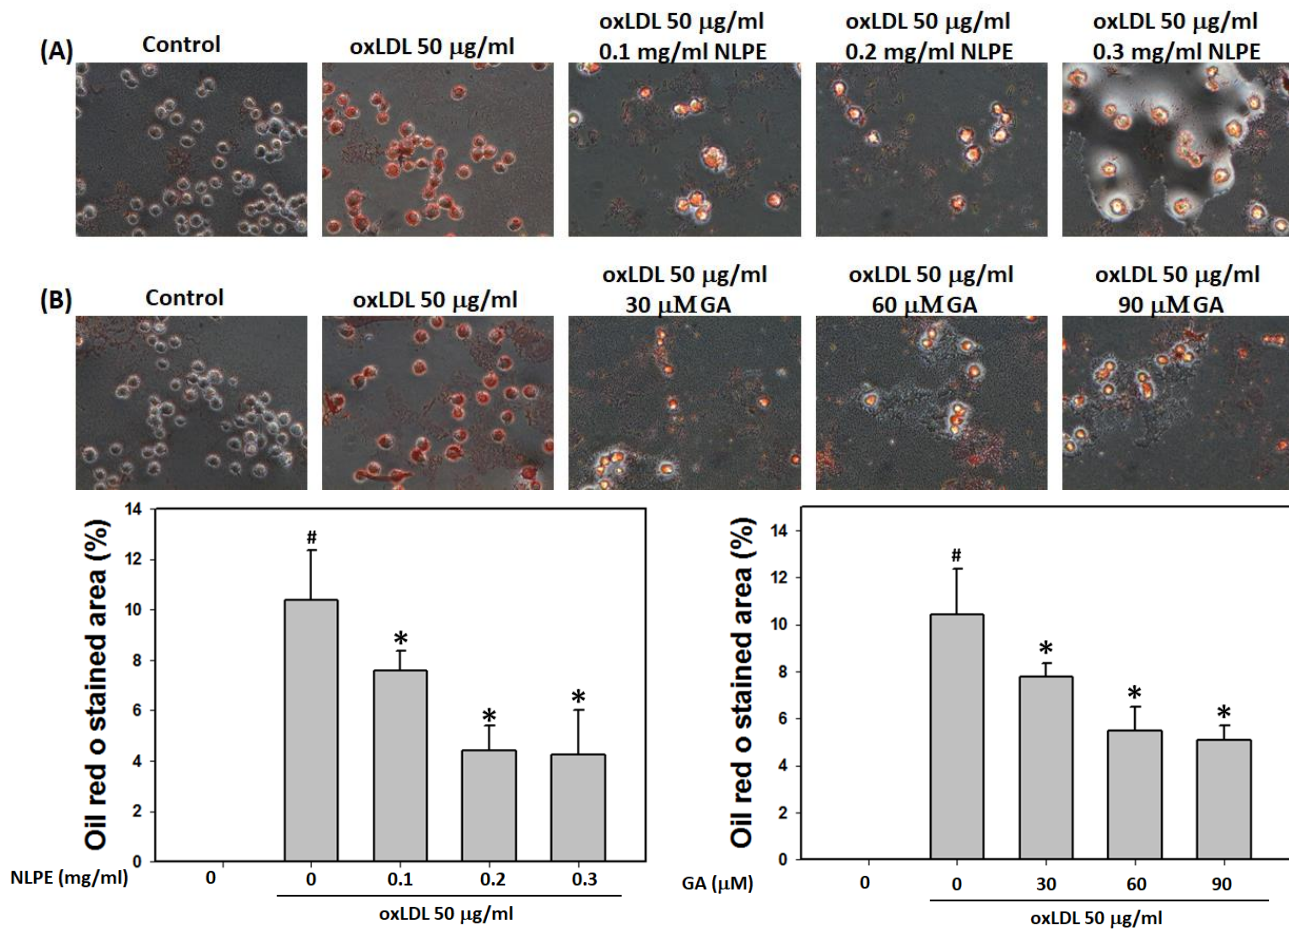 (A)
Control
oxLDL 50 μg/ml
oxLDL 50 μg/ml
0.1 mg/ml NLPE
oxLDL 50 μg/ml
0.2 mg/ml NLPE
oxLDL 50 μg/ml
0.3 mg/ml NLPE
(B)
Control
oxLDL 50 μg/ml
oxLDL 50 μg/ml
30 μM GA
oxLDL 50 μg/ml
60 μM GA
oxLDL 50 μg/ml
90 μM GA
Oil red o stained area (%)
14
12
10
8
6
4
2
0
#
*
*
*
NLPE (mg/ml)
0
0
0.1
0.2
0.3
oxLDL 50 μg/ml
Oil red o stained area (%)
14
12
10
8
6
4
2
0
#
*
*
*
GA (μM)
0
0
30
60
90
oxLDL 50 μg/ml